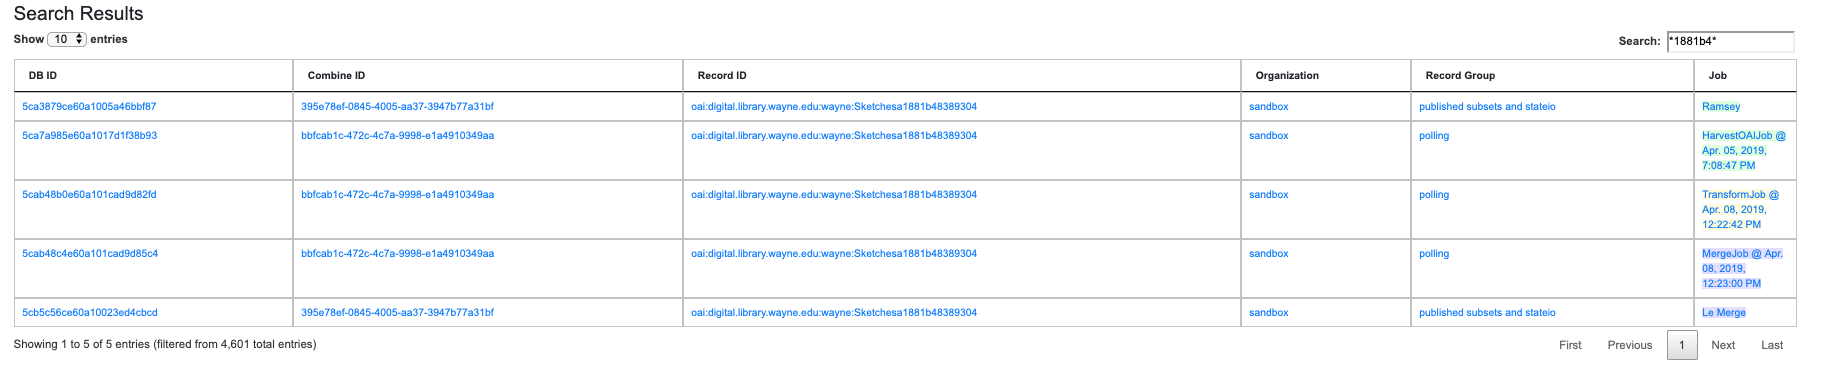 Search Results
Show 10 entries Search: *1881b4*
DB ID Combine ID Record ID Organization Record Group Job
5ca3879ce60a1005a46bbf87 395e78ef-0845-4005-aa37-3947b77a31bf oai:digital.library.wayne.edu:wayne:Sketchesa1881b48389304 sandbox published subsets and stateio Ramsey
5ca7a985e60a1017d1f38b93 bbfcab1c-472c-4c7a-9998-e1a4910349aa oai:digital.library.wayne.edu:wayne:Sketchesa1881b48389304 sandbox polling HarvestOAIJob @
Apr. 05, 2019,
7:08:47 PM
5cab48b0e60a101cad9d82fd bbfcab1c-472c-4c7a-9998-e1a4910349aa oai:digital.library.wayne.edu:wayne:Sketchesa1881b48389304 sandbox polling TransformJob @
Apr. 08, 2019,
12:22:42 PM
5cab48c4e60a101cad9d85c4 bbfcab1c-472c-4c7a-9998-e1a4910349aa oai:digital.library.wayne.edu:wayne:Sketchesa1881b48389304 sandbox polling MergeJob @ Apr.
08, 2019,
12:23:00 PM
5cb5c56ce60a10023ed4cbcd 395e78ef-0845-4005-aa37-3947b77a31bf oai:digital.library.wayne.edu:wayne:Sketchesa1881b48389304 sandbox published subsets and stateio Le Merge
Showing 1 to 5 of 5 entries (filtered from 4,601 total entries) First Previous 1 Next Last